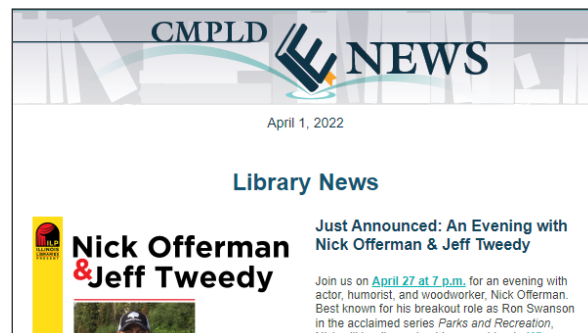 CMPLD E NEWS
April 1, 2022
Library News
ILP
ILLINOIS
LIBRARIES
PRESENT
Nick Offerman
&Jeff Tweedy
Just Announced: An Evening with
Nick Offerman & Jeff Tweedy
Join us on April 27 at 7 p.m. for an evening with
actor, humorist, and woodworker, Nick Offerman.
Best known for his breakout role as Ron Swanson
in the acclaimed series Parks and Recreation,